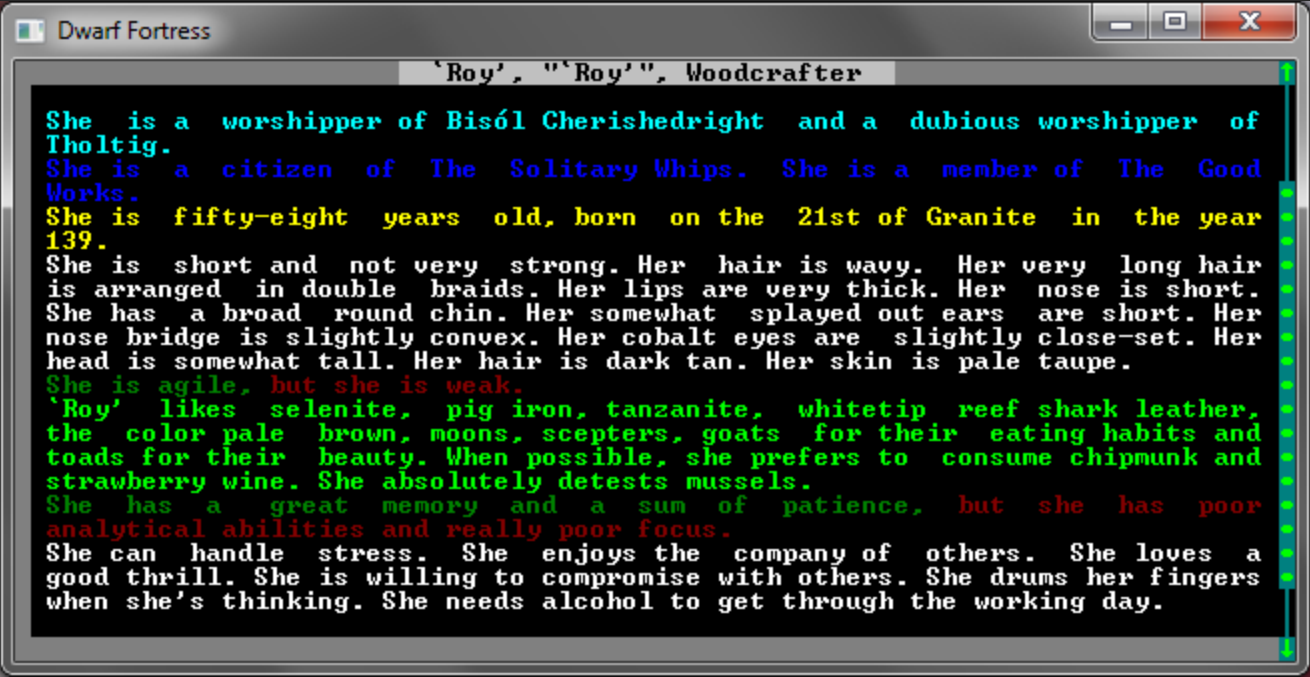 Dwarf Fortress
`Roy', "`Roy'", Woodcrafter
She is a worshipper of Bisól Cherishedright and a dubious worshipper of
Tholtig.
She is a citizen of The Solitary Whips. She is a member of The Good
Works.
She is fifty-eight years old, born on the 21st of Granite in the year
139.
She is short and not very strong. Her hair is wavy. Her very long hair
is arranged in double braids. Her lips are very thick. Her nose is short.
She has a broad round chin. Her somewhat splayed out ears are short. Her
nose bridge is slightly convex. Her cobalt eyes are slightly close-set. Her
head is somewhat tall. Her hair is dark tan. Her skin is pale taupe.
She is agile, but she is weak.
`Roy' likes selenite, pig iron, tanzanite, whitetip reef shark leather,
the color pale brown, moons, scepters, goats for their eating habits and
toads for their beauty. When possible, she prefers to consume chipmunk and
strawberry wine. She absolutely detests mussels.
She has a great memory and a sum of patience, but she has poor
analytical abilities and really poor focus.
She can handle stress. She enjoys the company of others. She loves a
good thrill. She is willing to compromise with others. She drums her fingers
when she's thinking. She needs alcohol to get through the working day.